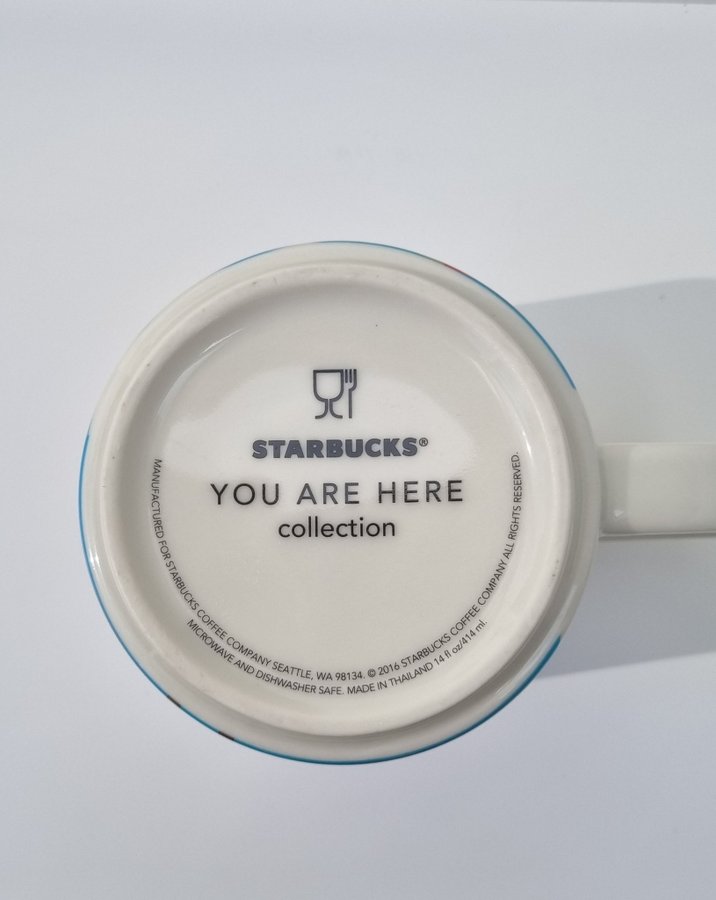 STARBUCKS®
YOU ARE HERE
collection
MANUFACTURED FOR STARBUCKS COFFEE COMPANY SEATTLE, WA 98134. © 2016 STARBUCKS COFFEE COMPANY ALL RIGHTS RESERVED.
MICROWAVE AND DISHWASHER SAFE. MADE IN THAILAND 14 fl oz/414 ml.